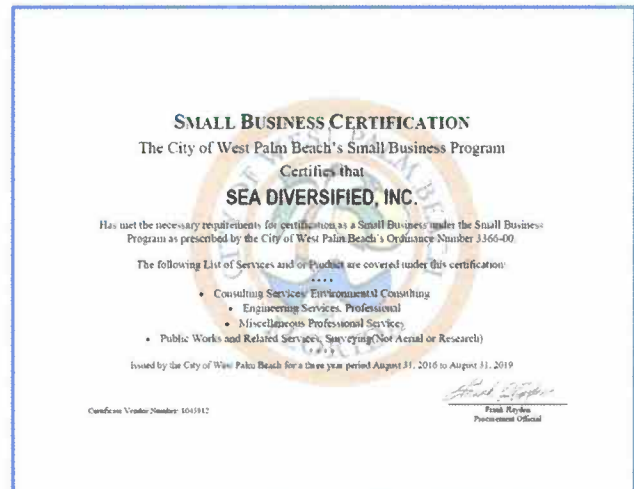 SMALL BUSINESS CERTIFICATION
The City of West Palm Beach's Small Business Program
Certifies that
SEA DIVERSIFIED, INC.
Has met the necessary requirements for certification as a Small Business under the Small Business
Program as prescribed by the City of West Palm Beach's Ordinance Number 3366-00.
The following List of Services and or Product are covered under this certification:
• Consulting Services/ Environmental Consulting
• Engineering Services, Professional
• Miscellaneous Professional Services
• Public Works and Related Services, Surveying(Not Aerial or Research)
Issued by the City of West Palm Beach for a three year period August 31, 2016 to August 31, 2019
Certificate Vendor Number: 1045912
Frank Hayden
Procurement Official